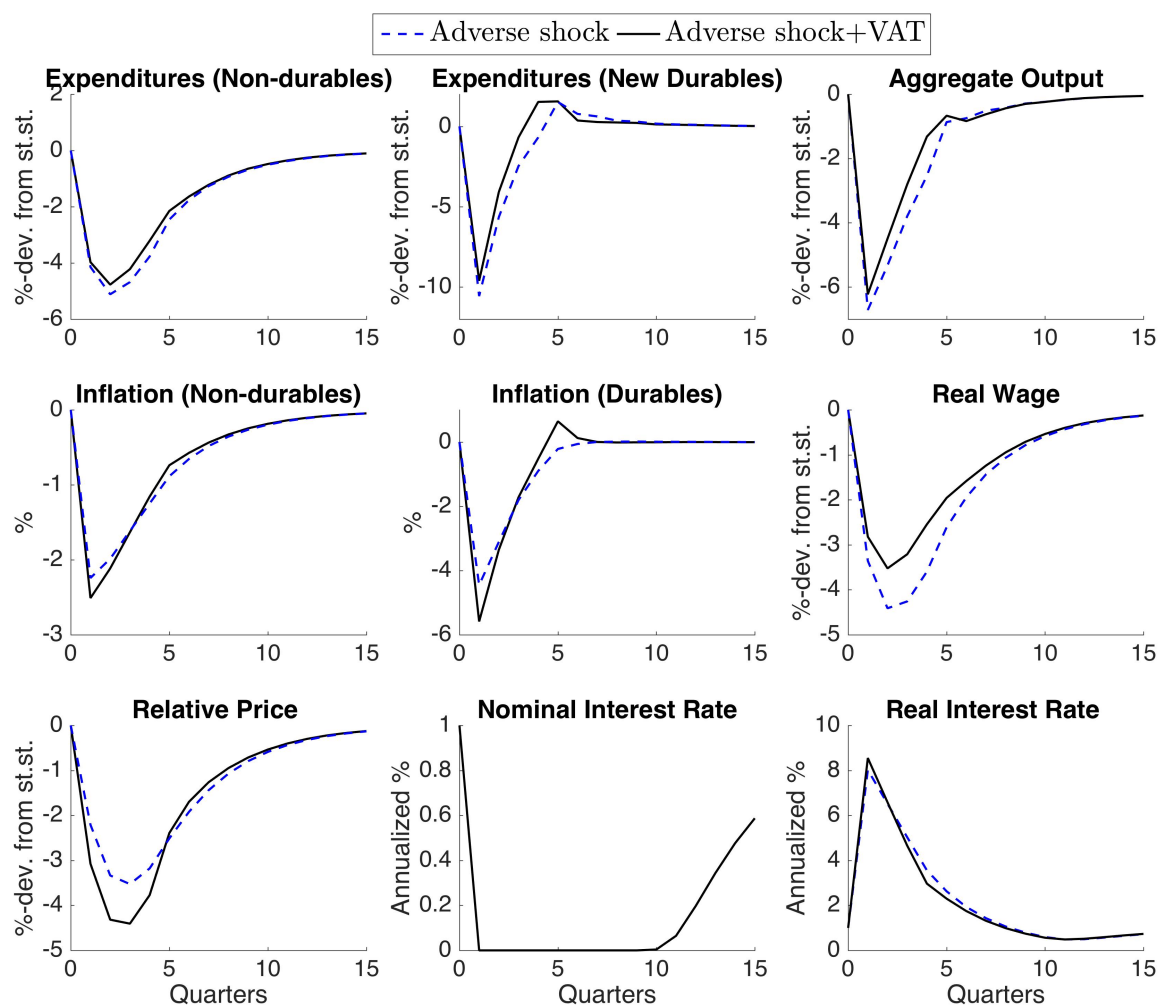 Adverse shock Adverse shock+VAT
Expenditures (Non-durables)
%-dev. from st.st.
2
0
-2
-4
-6
0 5 10 15
Expenditures (New Durables)
%-dev. from st.st.
0
-5
-10
0 5 10 15
Aggregate Output
%-dev. from st.st.
0
-2
-4
-6
0 5 10 15
Inflation (Non-durables)
%
0
-1
-2
-3
0 5 10 15
Inflation (Durables)
%
0
-2
-4
-6
0 5 10 15
Real Wage
%-dev. from st.st.
0
-1
-2
-3
-4
-5
0 5 10 15
Relative Price
%-dev. from st.st.
0
-1
-2
-3
-4
-5
0 5 10 15
Quarters
Nominal Interest Rate
Annualized %
1
0.8
0.6
0.4
0.2
0
0 5 10 15
Quarters
Real Interest Rate
Annualized %
10
8
6
4
2
0
0 5 10 15
Quarters